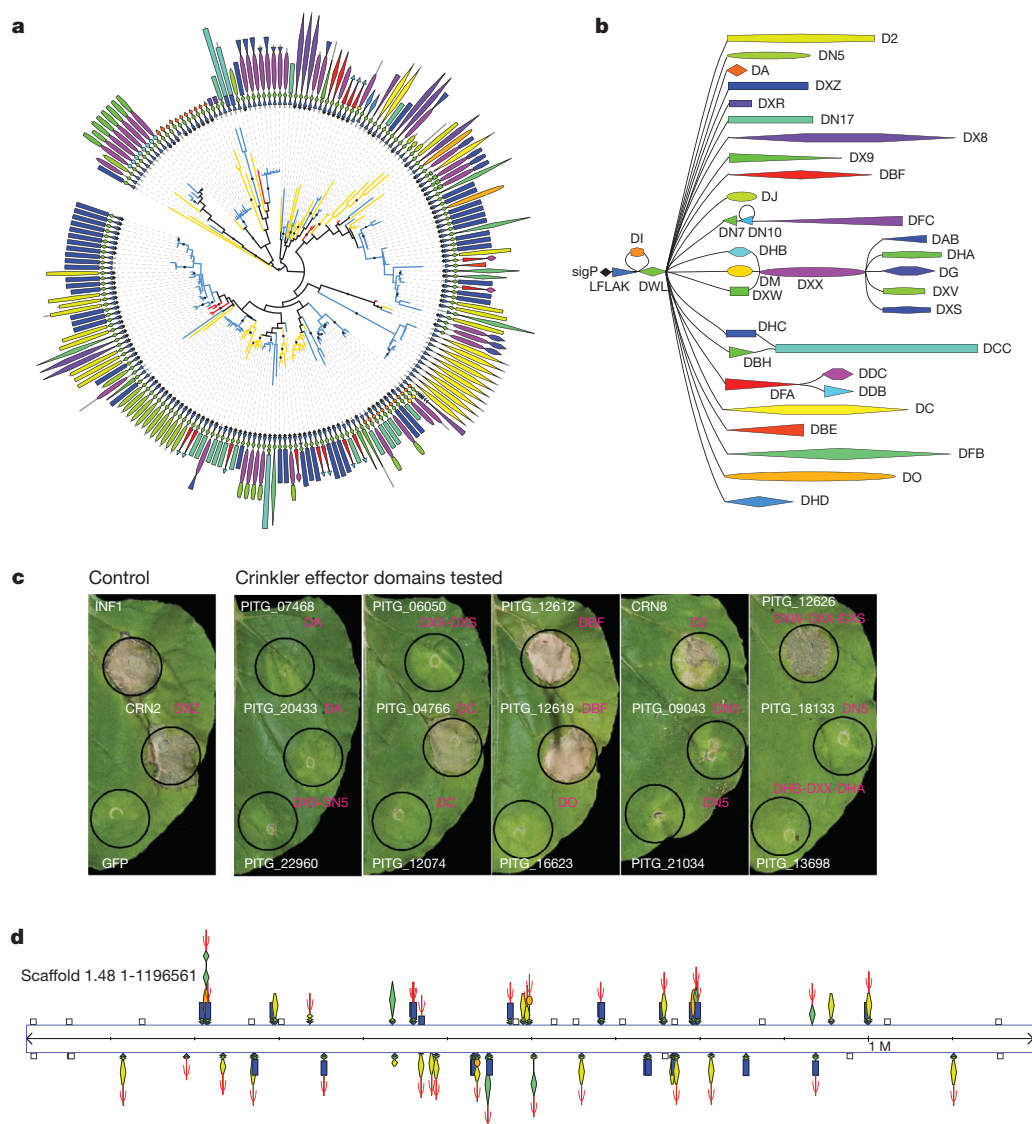 a
b
D2
DN5
DA
DXZ
DXR
DN17
DX8
DX9
DBF
DJ
DFC
DN7 DN10
DI
DHB
DAB
DHA
sigP
DM
DXX
DG
LFLAK DWL
DXW
DXV
DXS
DHC
DCC
DBH
DDC
DFA
DDB
DC
DBE
DFB
DO
DHD
c
Control
Crinkler effector domains tested
INF1
CRN2 DXZ
GFP
PITG_07468
DA
PITG_20433 DA
DX9-DN5
PITG_22960
PITG_06050
DXX-DXS
PITG_04766 DC
DC
PITG_12074
PITG_12612
DBF
PITG_12619 DBF
DO
PITG_16623
CRN8
D2
PITG_09043 DN5
DN5
PITG_21034
PITG_12626
DXW-DXX-DXS
PITG_18133 DN5
DHB-DXX-DHA
PITG_13698
d
Scaffold 1.48 1-1196561
1 M